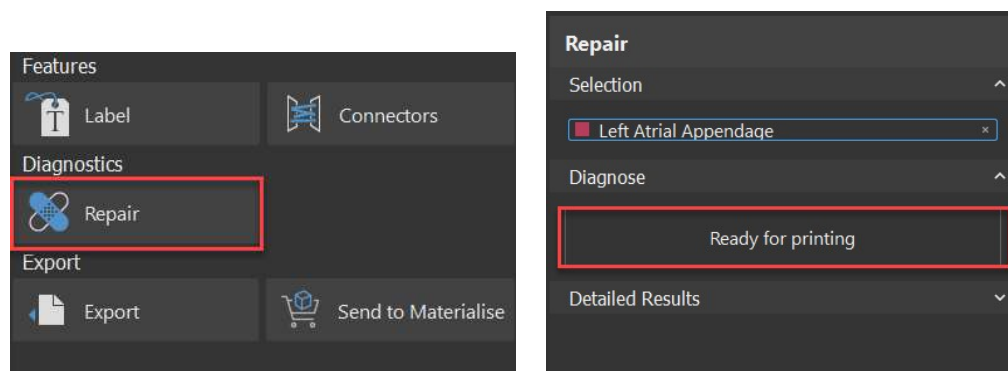 Features
Label
Connectors
Diagnostics
Repair
Export
Export
Send to Materialise
Repair
Selection
Left Atrial Appendage
Diagnose
Ready for printing
Detailed Results